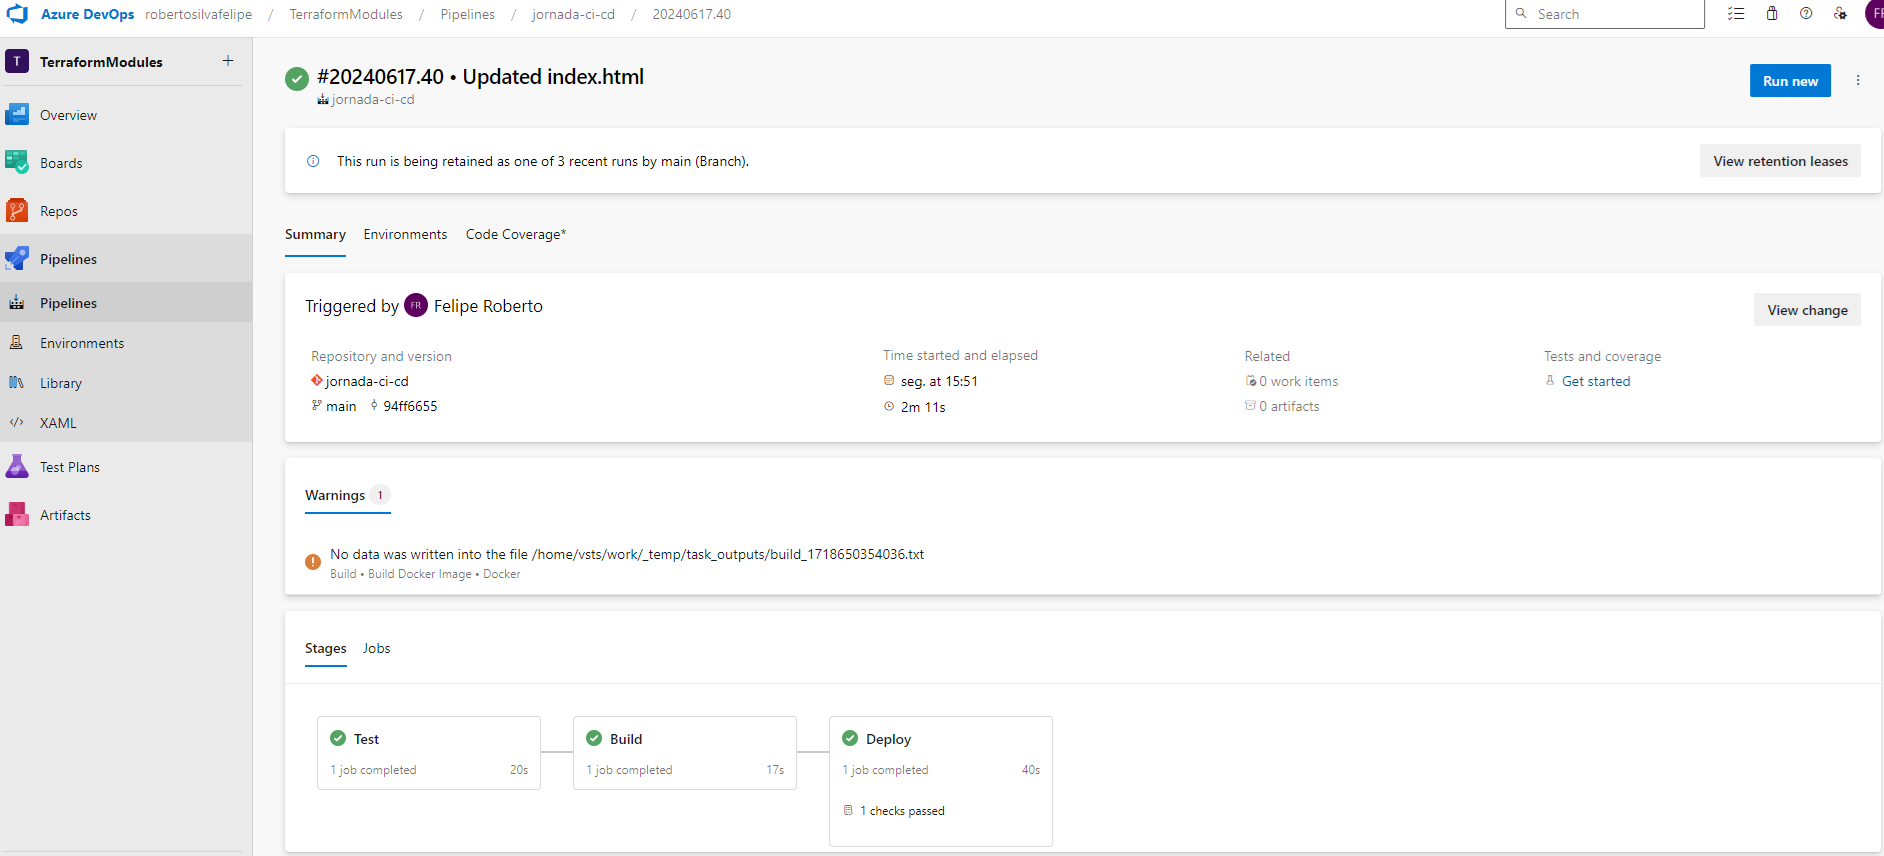 Azure DevOps robertosilvafelipe / TerraformModules / Pipelines / jornada-ci-cd / 20240617.40
Search
FR
T TerraformModules +
Overview
Boards
Repos
Pipelines
Pipelines
Environments
Library
XAML
Test Plans
Artifacts
#20240617.40 • Updated index.html
jornada-ci-cd
Run new
This run is being retained as one of 3 recent runs by main (Branch).
View retention leases
Summary Environments Code Coverage*
Triggered by FR Felipe Roberto
View change
Repository and version
jornada-ci-cd
main 94ff6655
Time started and elapsed
seg. at 15:51
2m 11s
Related
0 work items
0 artifacts
Tests and coverage
Get started
Warnings 1
No data was written into the file /home/vsts/work/_temp/task_outputs/build_1718650354036.txt
Build • Build Docker Image • Docker
Stages Jobs
Test
1 job completed 20s
Build
1 job completed 17s
Deploy
1 job completed 40s
1 checks passed